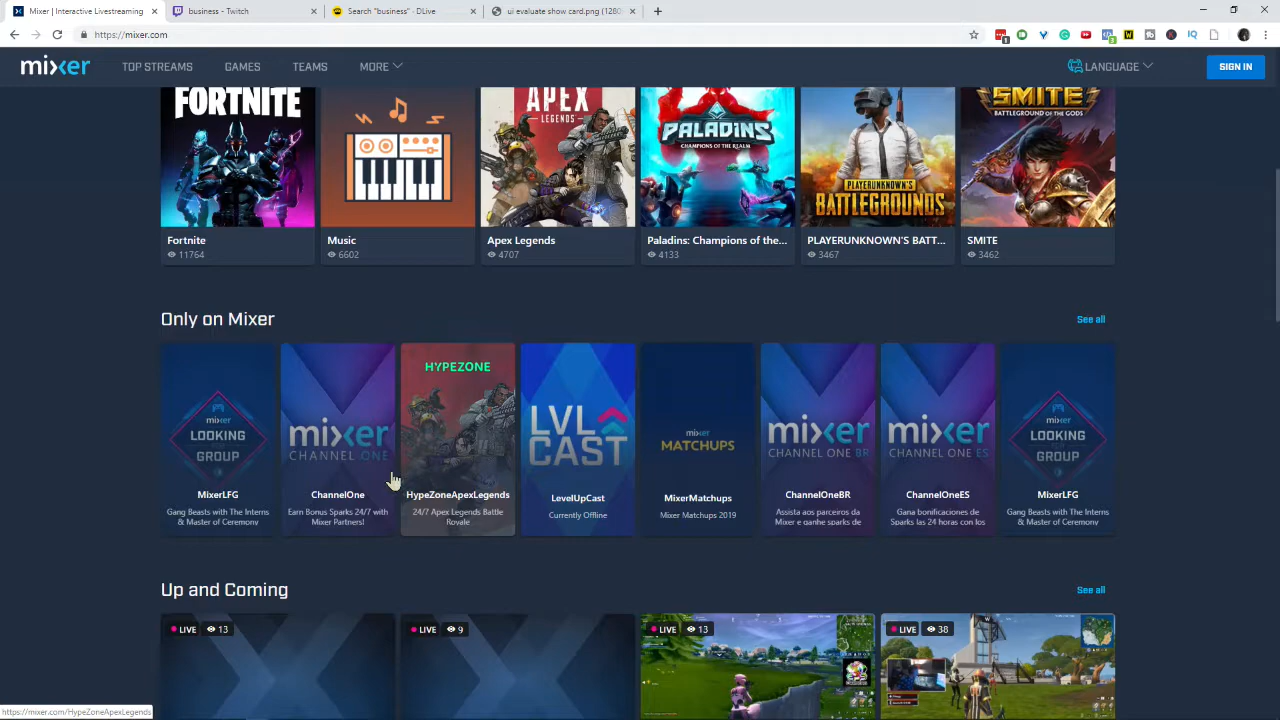 Mixer | Interactive Livestreaming
business - Twitch
Search "business" - DLive
ui evaluate show card.png (1280
https://mixer.com
mixer
TOP STREAMS
GAMES
TEAMS
MORE
LANGUAGE
SIGN IN
FORTNITE
APEX
LEGENDS
PALADINS
CHAMPIONS OF THE REALM
PLAYERUNKNOWN'S
BATTLEGROUNDS
SMITE
BATTLEGROUND OF THE GODS
Fortnite
11764
Music
6602
Apex Legends
4707
Paladins: Champions of the...
4133
PLAYERUNKNOWN'S BATT...
3467
SMITE
3462
Only on Mixer
See all
mixer
LOOKING
GROUP
MixerLFG
Gang Beasts with The Interns
& Master of Ceremony
mixer
CHANNEL ONE
ChannelOne
Earn Bonus Sparks 24/7 with
Mixer Partners!
HYPEZONE
HypeZoneApexLegends
24/7 Apex Legends Battle
Royale
LVL
CAST
LevelUpCast
Currently Offline
mixer
MATCHUPS
MixerMatchups
Mixer Matchups 2019
mixer
CHANNEL ONE BR
ChannelOneBR
Assista aos parceiros da
Mixer e ganhe sparks de
mixer
CHANNEL ONE ES
ChannelOneES
Gana bonificaciones de
Sparks las 24 horas con los
mixer
LOOKING
GROUP
MixerLFG
Gang Beasts with The Interns
& Master of Ceremony
Up and Coming
See all
LIVE 13
LIVE 9
LIVE 13
LIVE 38
https://mixer.com/HypeZoneApexLegends